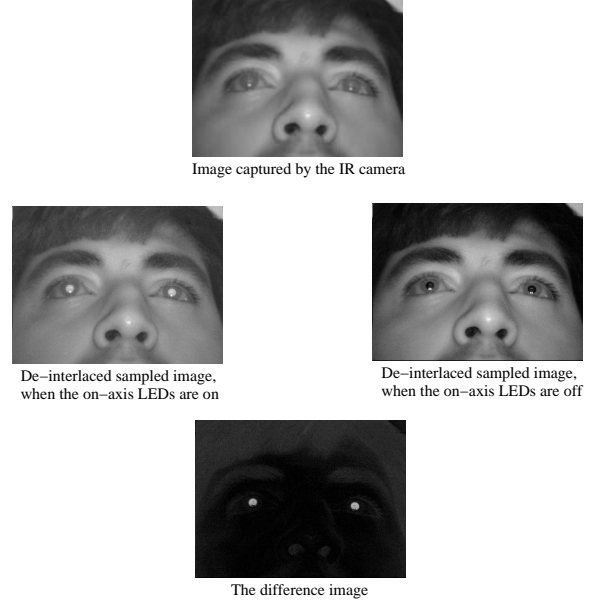 Image captured by the IR camera
De−interlaced sampled image,
when the on−axis LEDs are on
De−interlaced sampled image,
when the on−axis LEDs are off
The difference image